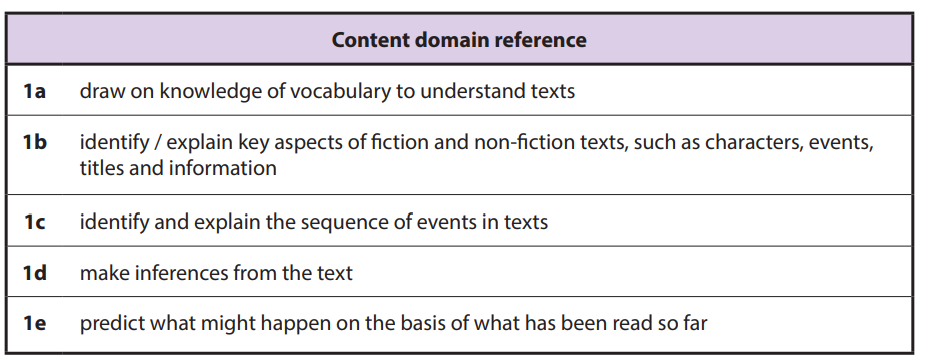 Content domain reference
1a draw on knowledge of vocabulary to understand texts
1b identify / explain key aspects of fiction and non-fiction texts, such as characters, events,
titles and information
1c identify and explain the sequence of events in texts
1d make inferences from the text
1e predict what might happen on the basis of what has been read so far